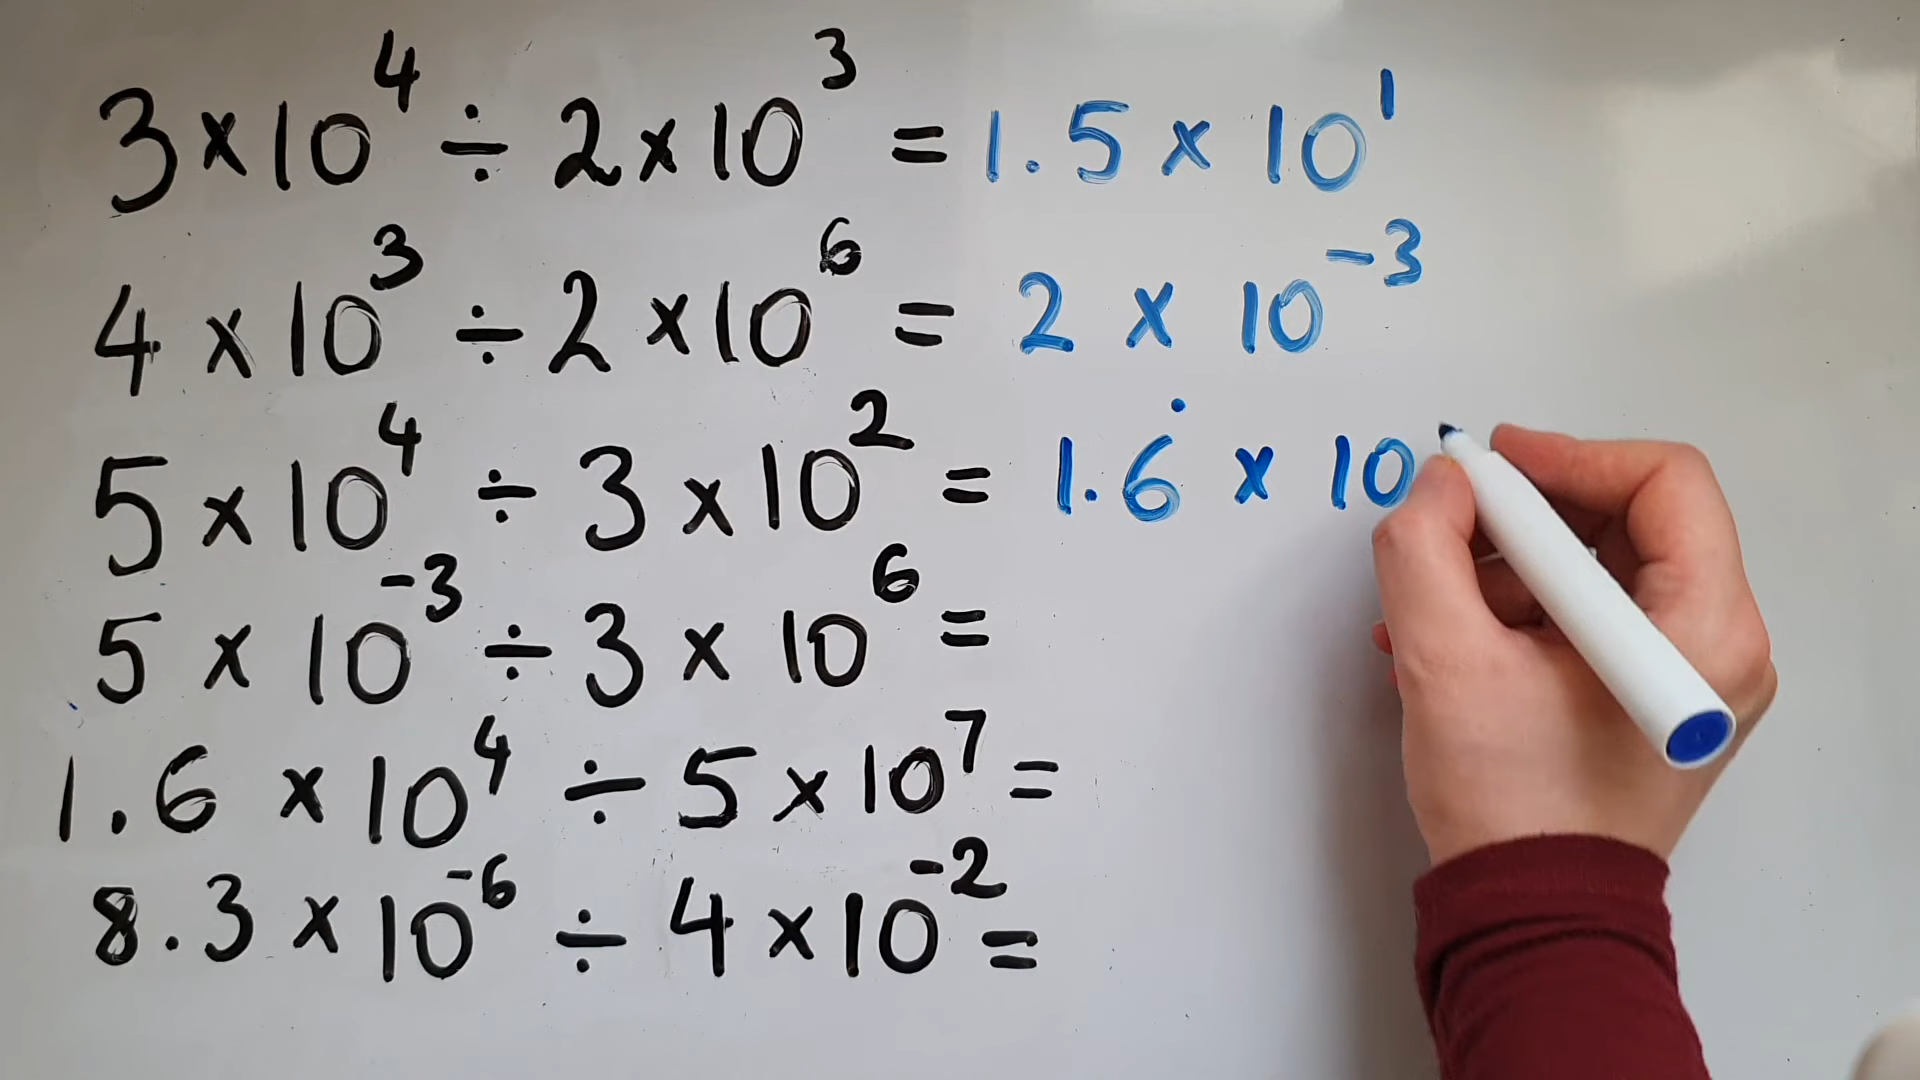 3 × 10⁴ ÷ 2 × 10³ = 1.5 × 10¹
4 × 10³ ÷ 2 × 10⁶ = 2 × 10⁻³
5 × 10⁴ ÷ 3 × 10² = 1.6̇ × 10
5 × 10⁻³ ÷ 3 × 10⁶ =
1.6 × 10⁴ ÷ 5 × 10⁷ =
8.3 × 10⁻⁶ ÷ 4 × 10⁻² =